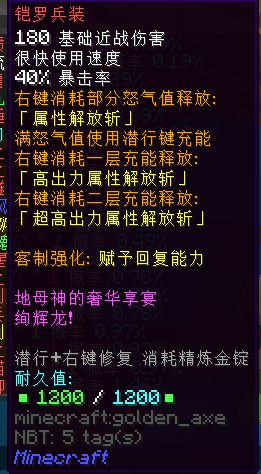 铠罗兵装
180 基础近战伤害
很快使用速度
40% 暴击率
右键消耗部分怒气值释放:
「属性解放斩」
满怒气值使用潜行键充能
右键消耗一层充能释放:
「高出力属性解放斩」
右键消耗二层充能释放:
「超高出力属性解放斩」
客制强化: 赋予回复能力
地母神的奢华享宴
绚辉龙!
潜行+右键修复 消耗精炼金锭
耐久值:
1200 / 1200
minecraft:golden_axe
NBT: 5 tag(s)
Minecraft